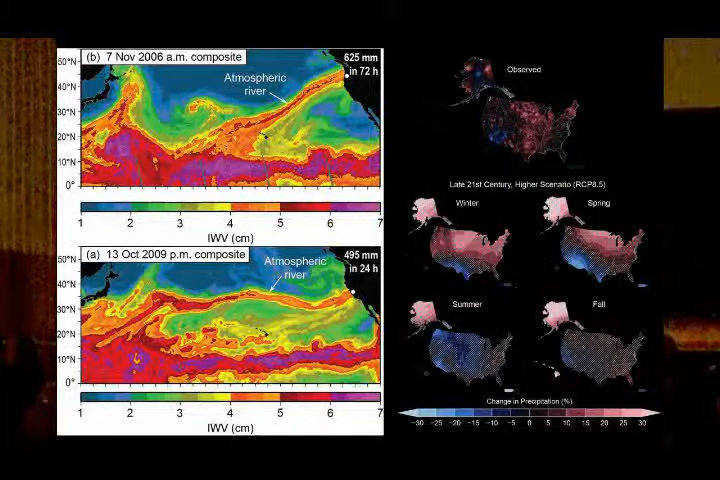 (b) 7 Nov 2006 a.m. composite
625 mm
in 72 h
Atmospheric
river
50°N
40°N
30°N
20°N
10°N
0°
1 2 3 4 5 6 7
IWV (cm)
(a) 13 Oct 2009 p.m. composite
495 mm
in 24 h
Atmospheric
river
50°N
40°N
30°N
20°N
10°N
0°
1 2 3 4 5 6 7
IWV (cm)
Observed
Late 21st Century, Higher Scenario (RCP8.5)
Winter Spring
Summer Fall
Change in Precipitation (%)
−30 −25 −20 −15 −10 −5 0 5 10 15 20 25 30